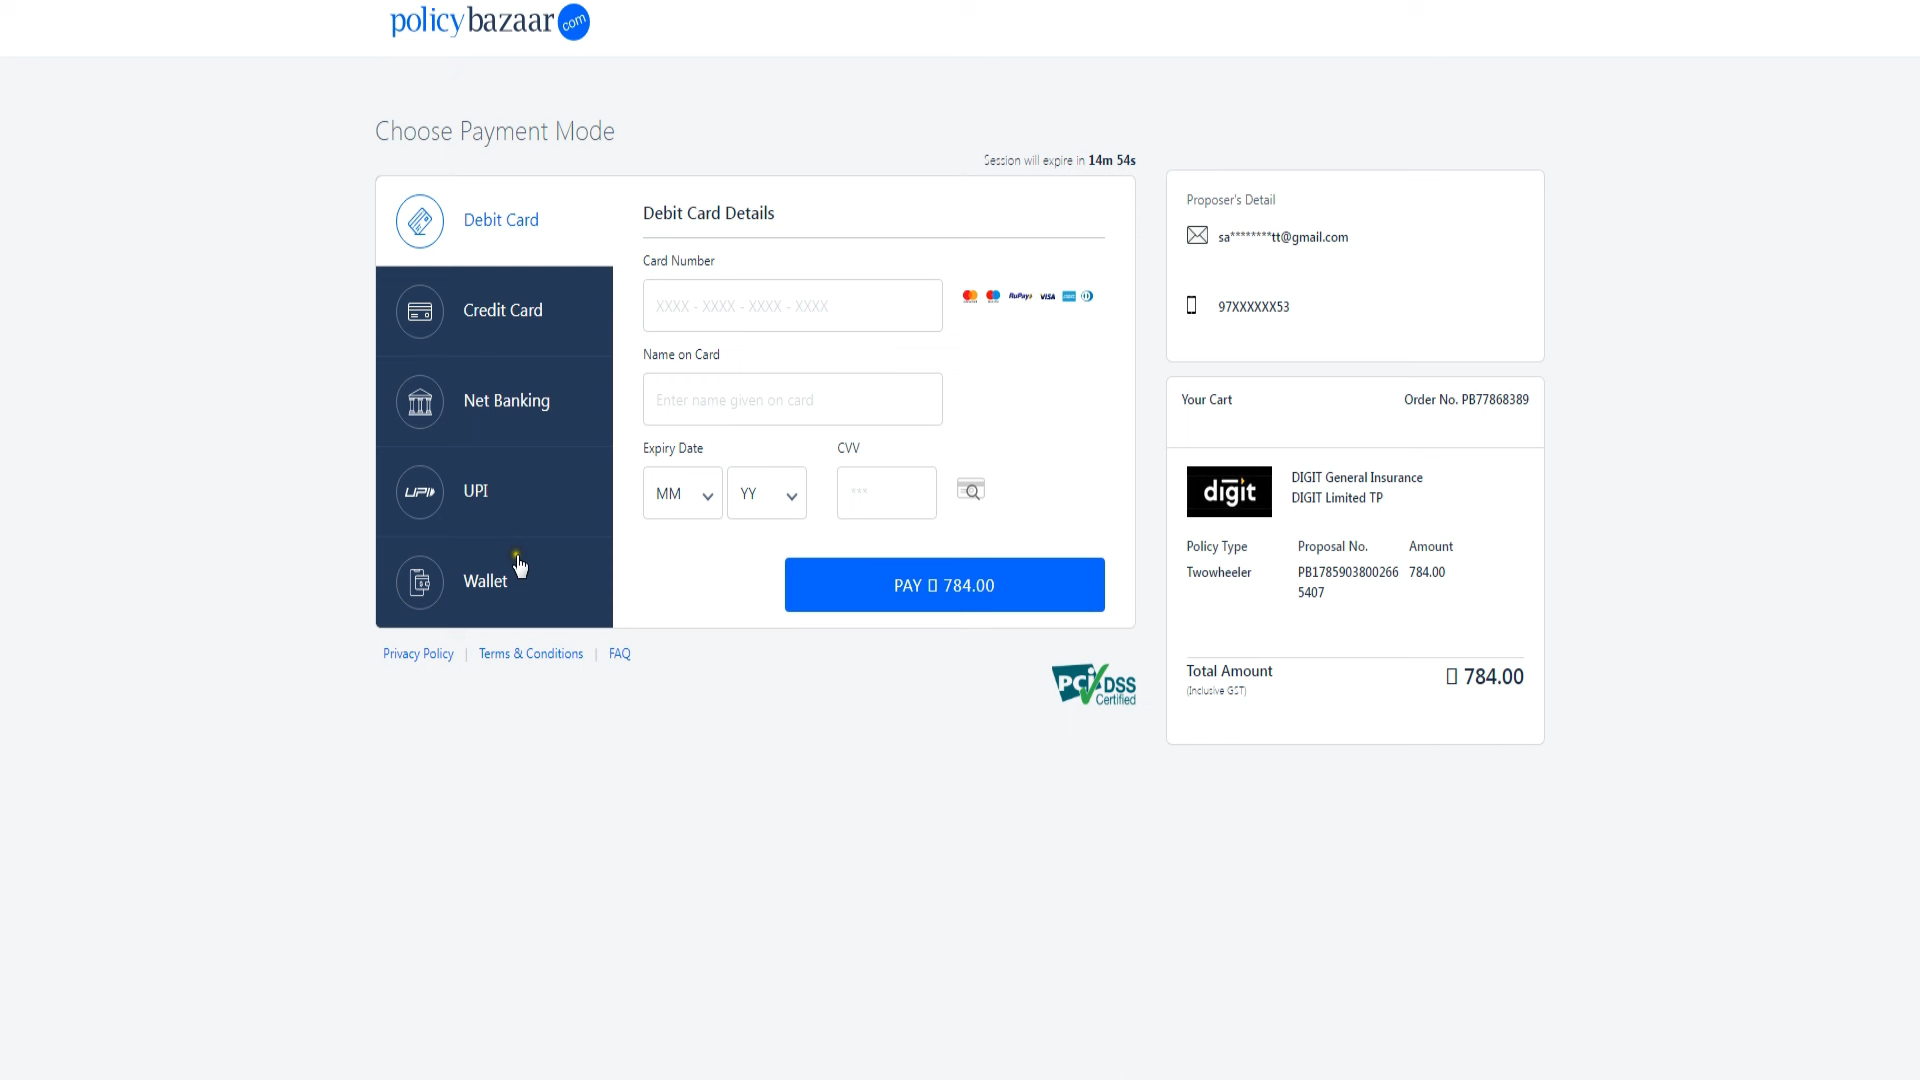 policybazaar com
Choose Payment Mode
Session will expire in 14m 54s
Debit Card
Credit Card
Net Banking
UPI
UPI
Wallet
Debit Card Details
Card Number
XXXX - XXXX - XXXX - XXXX
RuPay VISA
Name on Card
Enter name given on card
Expiry Date
CVV
MM
YY
***
PAY ▯ 784.00
Privacy Policy | Terms & Conditions | FAQ
PCI DSS
Certified
Proposer's Detail
sa********tt@gmail.com
97XXXXXX53
Your Cart
Order No. PB77868389
digit
DIGIT General Insurance
DIGIT Limited TP
Policy Type Proposal No. Amount
Twowheeler PB1785903800266 784.00
5407
Total Amount ▯ 784.00
(Inclusive GST)